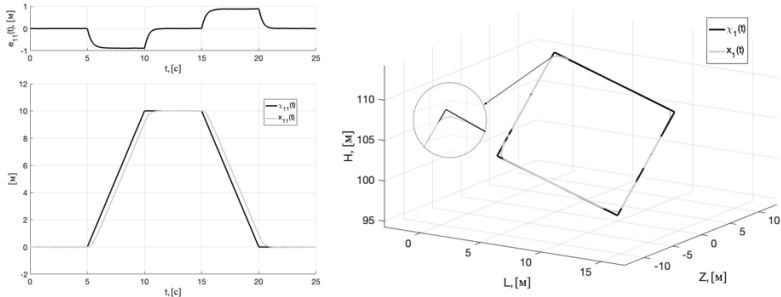 e₁₁(t), [м]
1
0
-1
0 5 10 15 20 25
t, [с]
12
10
8
6
4
2
0
-2
[м]
χ₁₁(t)
x₁₁(t)
0 5 10 15 20 25
t, [с]
χ₁(t)
x₁(t)
H, [м]
110
105
100
95
0 5 10 15
L, [м]
-10 -5 0 5 10
Z, [м]